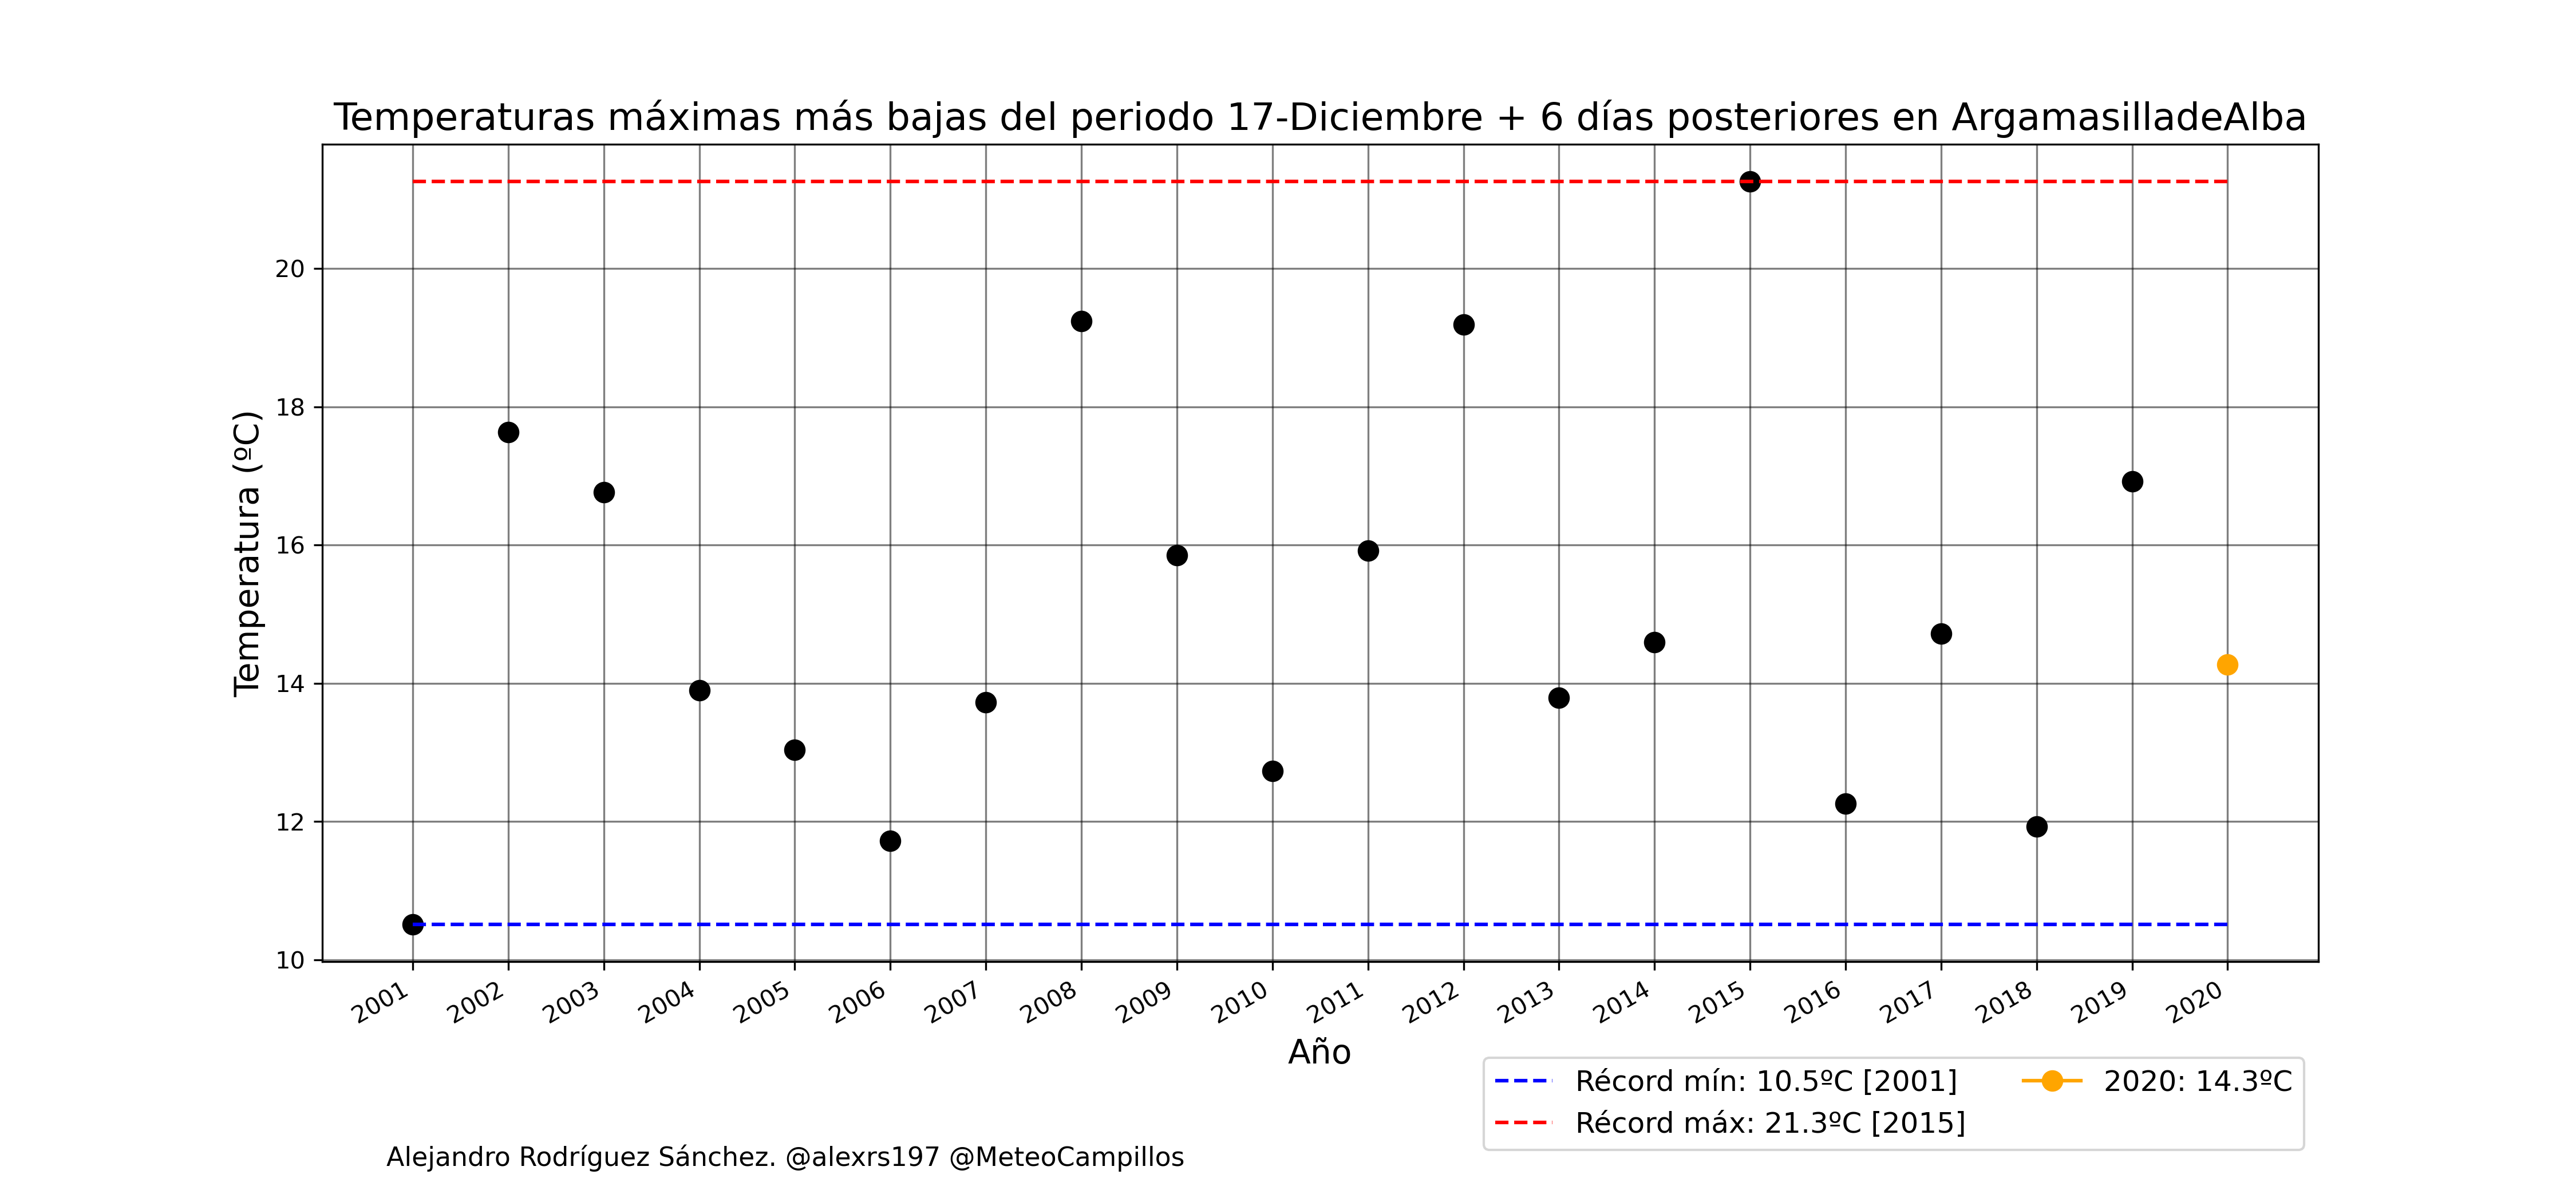 Temperaturas máximas más bajas del periodo 17-Diciembre + 6 días posteriores en ArgamasilladeAlba
Temperatura (ºC)
20
18
16
14
12
10
2001 2002 2003 2004 2005 2006 2007 2008 2009 2010 2011 2012 2013 2014 2015 2016 2017 2018 2019 2020
Año
Récord mín: 10.5ºC [2001]
Récord máx: 21.3ºC [2015]
2020: 14.3ºC
Alejandro Rodríguez Sánchez. @alexrs197 @MeteoCampillos